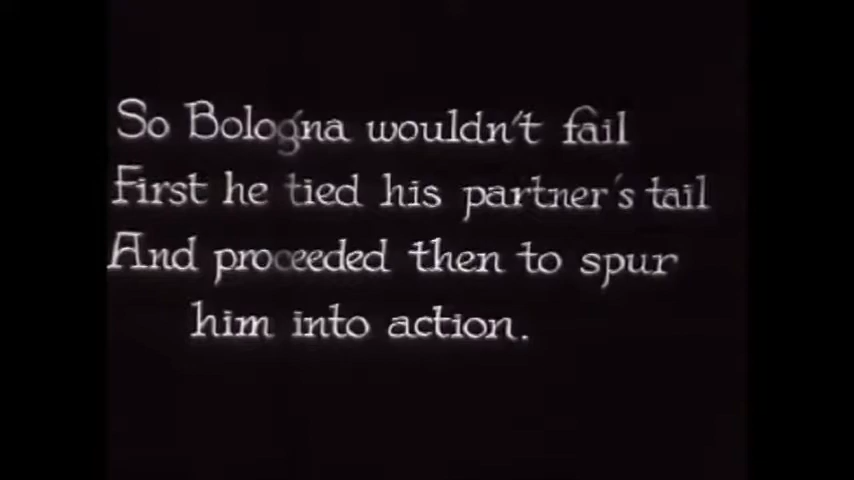 So Bologna wouldn't fail
First he tied his partner's tail
And proceeded then to spur
him into action.